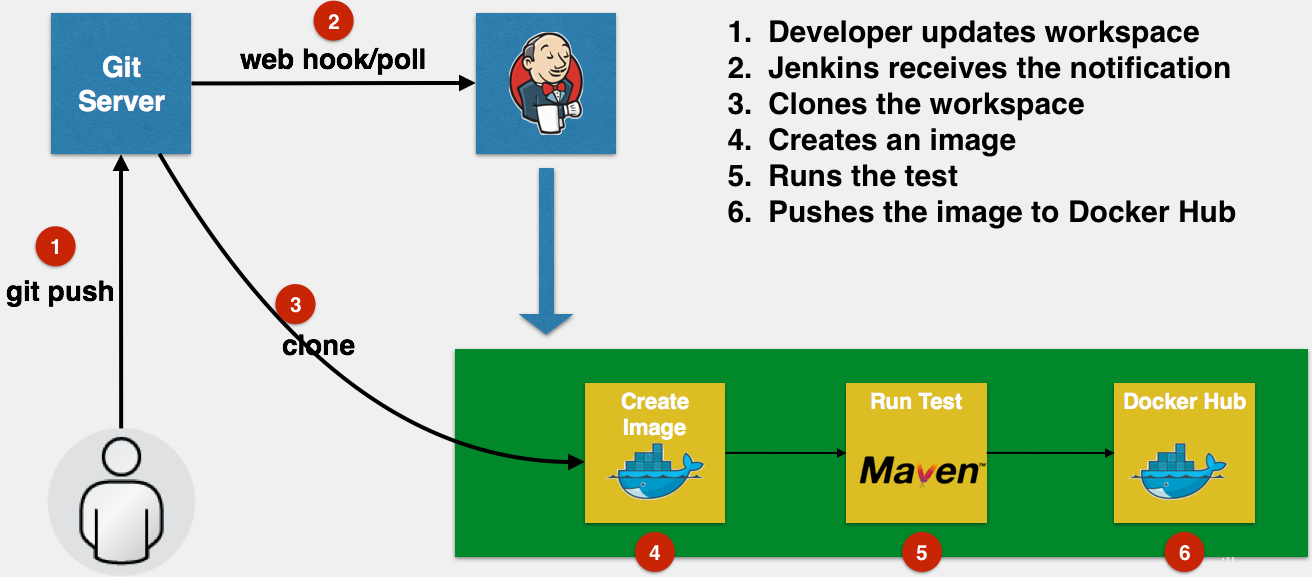 2
web hook/poll
Git
Server
1. Developer updates workspace
2. Jenkins receives the notification
3. Clones the workspace
4. Creates an image
5. Runs the test
6. Pushes the image to Docker Hub
1
git push
3
clone
Create
Image
Run Test
Maven™
Docker Hub
4
5
6